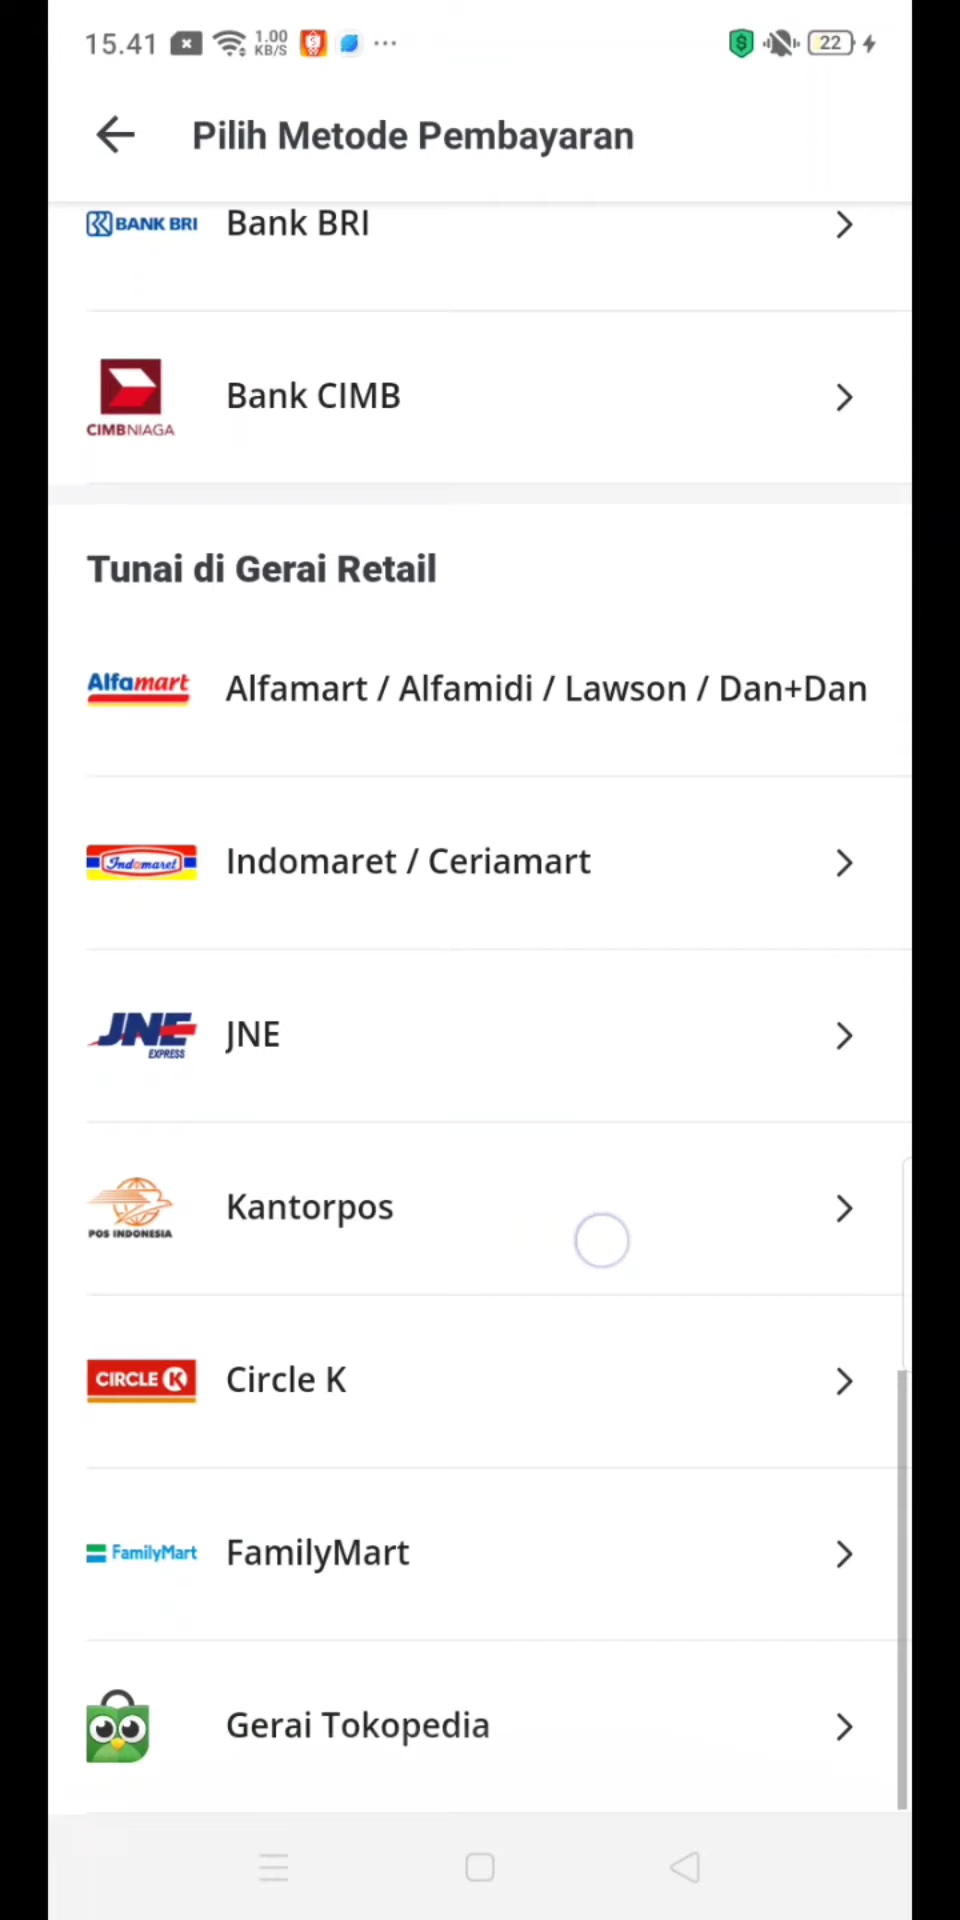 15.41 1.00 KB/S 22
Pilih Metode Pembayaran
BANK BRI Bank BRI
CIMBNIAGA Bank CIMB
Tunai di Gerai Retail
Alfamart Alfamart / Alfamidi / Lawson / Dan+Dan
Indomaret Indomaret / Ceriamart
JNE EXPRESS JNE
POS INDONESIA Kantorpos
CIRCLE K Circle K
FamilyMart FamilyMart
Gerai Tokopedia